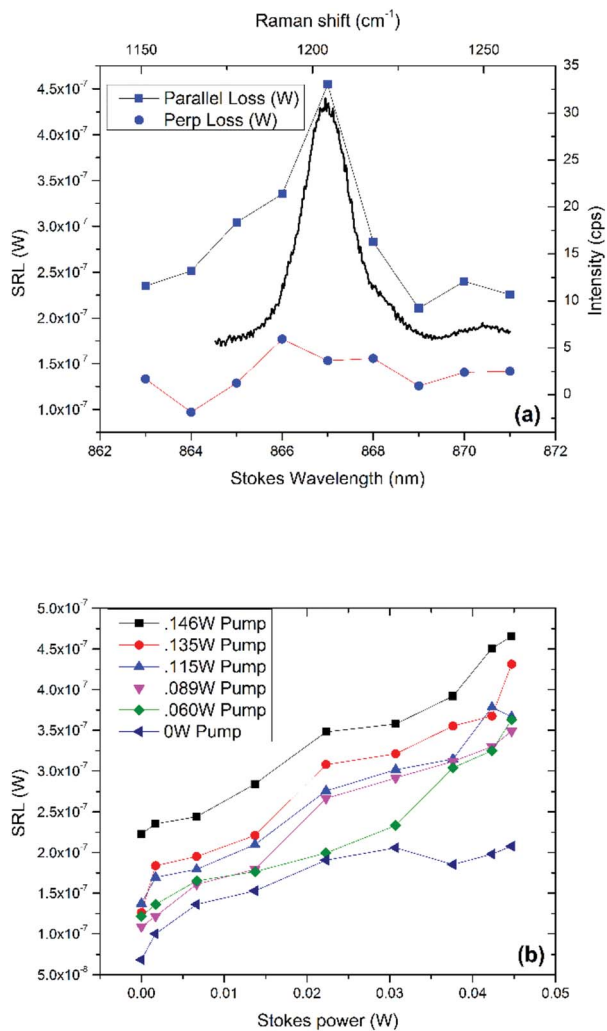 Raman shift (cm⁻¹)
1150 1200 1250
4.5x10⁻⁷
4.0x10⁻⁷
3.5x10⁻⁷
3.0x10⁻⁷
2.5x10⁻⁷
2.0x10⁻⁷
1.5x10⁻⁷
1.0x10⁻⁷
SRL (W)
Parallel Loss (W)
Perp Loss (W)
35
30
25
20
15
10
5
0
Intensity (cps)
(a)
862 864 866 868 870 872
Stokes Wavelength (nm)
5.0x10⁻⁷
4.5x10⁻⁷
4.0x10⁻⁷
3.5x10⁻⁷
3.0x10⁻⁷
2.5x10⁻⁷
2.0x10⁻⁷
1.5x10⁻⁷
1.0x10⁻⁷
5.0x10⁻⁸
SRL (W)
.146W Pump
.135W Pump
.115W Pump
.089W Pump
.060W Pump
0W Pump
(b)
0.00 0.01 0.02 0.03 0.04 0.05
Stokes power (W)